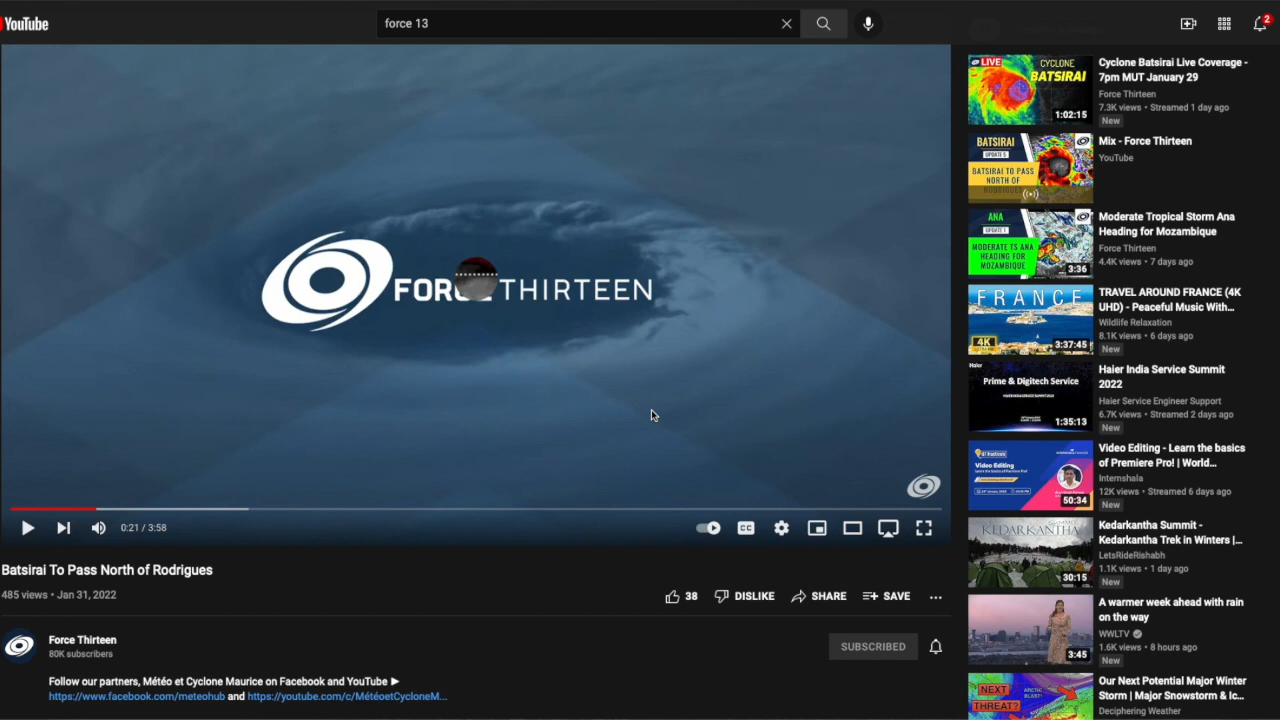 YouTube
force 13
2
FORCE THIRTEEN
0:21 / 3:58
CC
Batsirai To Pass North of Rodrigues
485 views • Jan 31, 2022
38
DISLIKE
SHARE
SAVE
Force Thirteen
80K subscribers
SUBSCRIBED
Follow our partners, Météo et Cyclone Maurice on Facebook and YouTube ►
https://www.facebook.com/meteohub and https://youtube.com/c/MétéoetCycloneM...
LIVE
CYCLONE
BATSIRAI
1:02:15
Cyclone Batsirai Live Coverage -
7pm MUT January 29
Force Thirteen
7.3K views • Streamed 1 day ago
New
BATSIRAI
UPDATE 5
BATSIRAI TO PASS
NORTH OF
RODRIGUES
Mix - Force Thirteen
YouTube
ANA
UPDATE 1
MODERATE TS ANA
HEADING FOR
MOZAMBIQUE
3:36
Moderate Tropical Storm Ana
Heading for Mozambique
Force Thirteen
4.4K views • 7 days ago
FRANCE
4K
3:37:45
TRAVEL AROUND FRANCE (4K
UHD) - Peaceful Music With...
Wildlife Relaxation
8.1K views • 6 days ago
New
Haier
Prime & Digitech Service
1:35:13
Haier India Service Summit
2022
Haier Service Engineer Support
6.7K views • Streamed 2 days ago
New
Video Editing
50:34
Video Editing - Learn the basics
of Premiere Pro! | World...
Internshala
12K views • Streamed 6 days ago
New
KEDARKANTHA
30:15
Kedarkantha Summit -
Kedarkantha Trek in Winters |...
LetsRideRishabh
1.1K views • 1 day ago
New
3:45
A warmer week ahead with rain
on the way
WWLTV
1.6K views • 8 hours ago
New
NEXT
THREAT?
ARCTIC
BLAST!
Our Next Potential Major Winter
Storm | Major Snowstorm & Ic...
Deciphering Weather